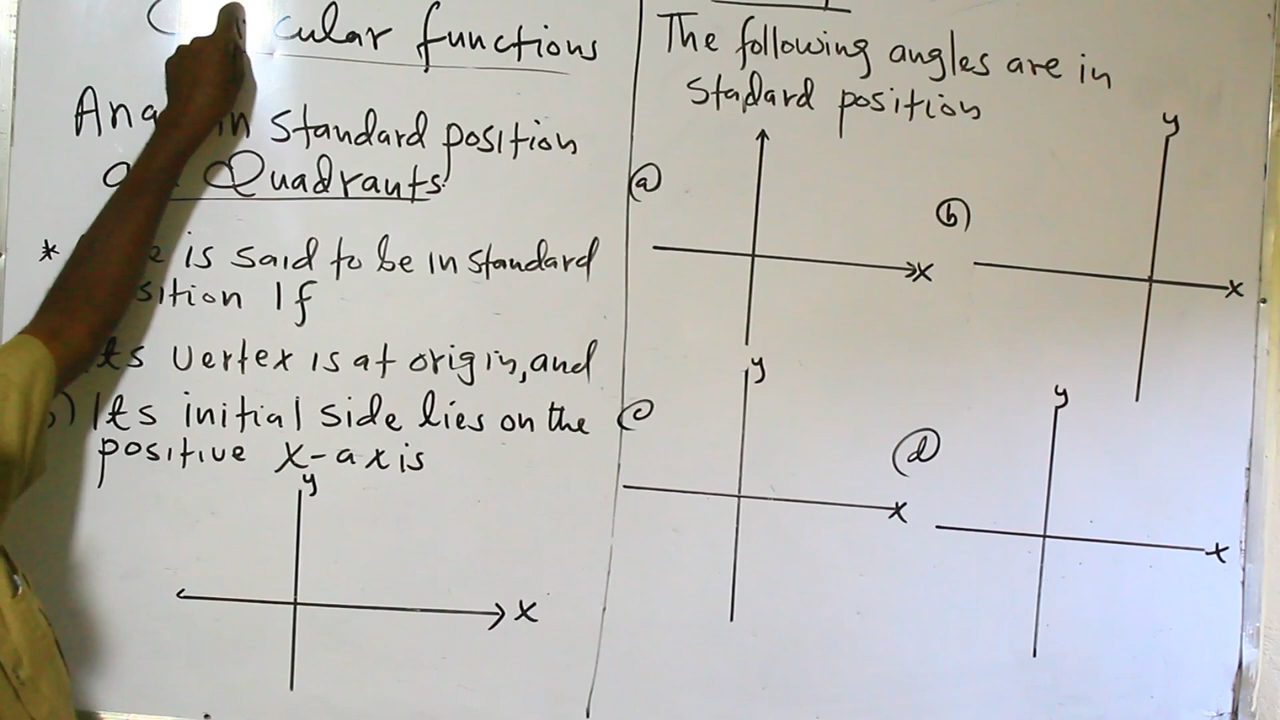 cular functions
in standard position
Quadrants
* is said to be in standard
sition If
ts vertex is at origin, and
b) Its initial side lies on the
positive x-axis
y
x
The following angles are in
Stadard position
a
x
b
y
x
c
y
x
d
y
x